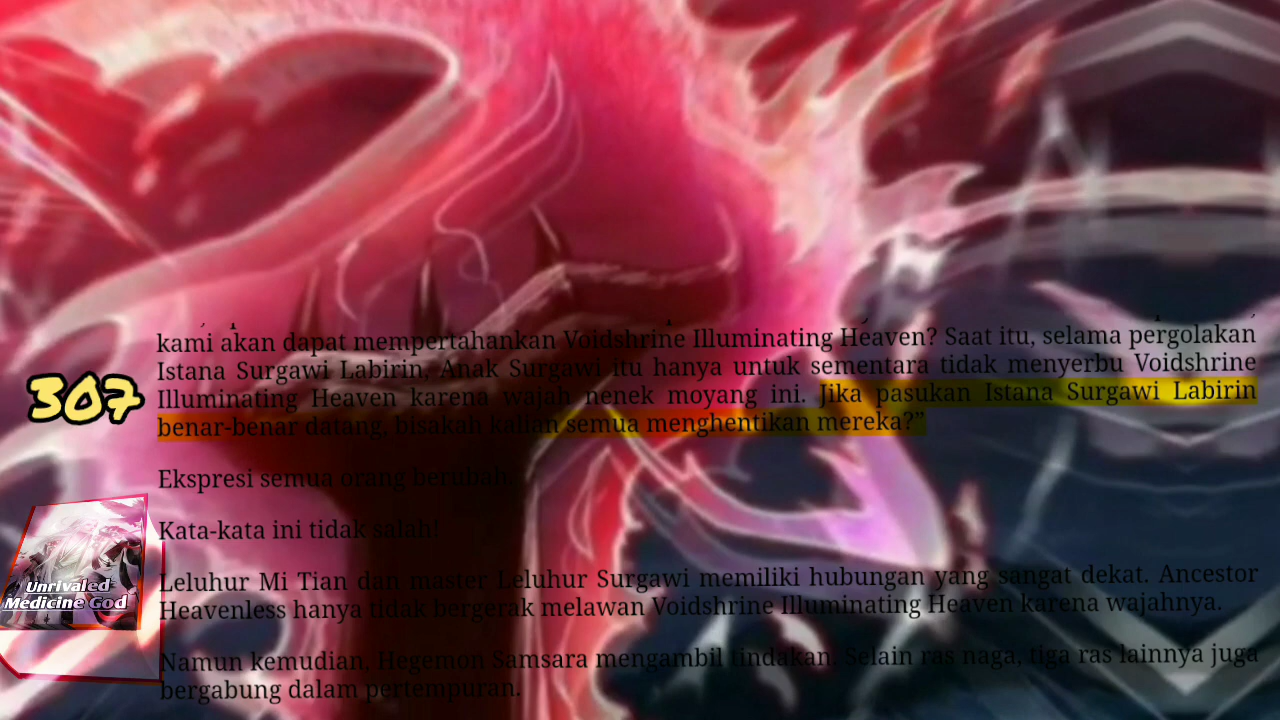 kami akan dapat mempertahankan Voidshrine Illuminating Heaven? Saat itu, selama pergolakan
Istana Surgawi Labirin, Anak Surgawi itu hanya untuk sementara tidak menyerbu Voidshrine
Illuminating Heaven karena wajah nenek moyang ini. Jika pasukan Istana Surgawi Labirin
benar-benar datang, bisakah kalian semua menghentikan mereka?”
307
Ekspresi semua orang berubah.
Kata-kata ini tidak salah!
Leluhur Mi Tian dan master Leluhur Surgawi memiliki hubungan yang sangat dekat. Ancestor
Heavenless hanya tidak bergerak melawan Voidshrine Illuminating Heaven karena wajahnya.
Unrivaled
Medicine God
Namun kemudian, Hegemon Samsara mengambil tindakan. Selain ras naga, tiga ras lainnya juga
bergabung dalam pertempuran.